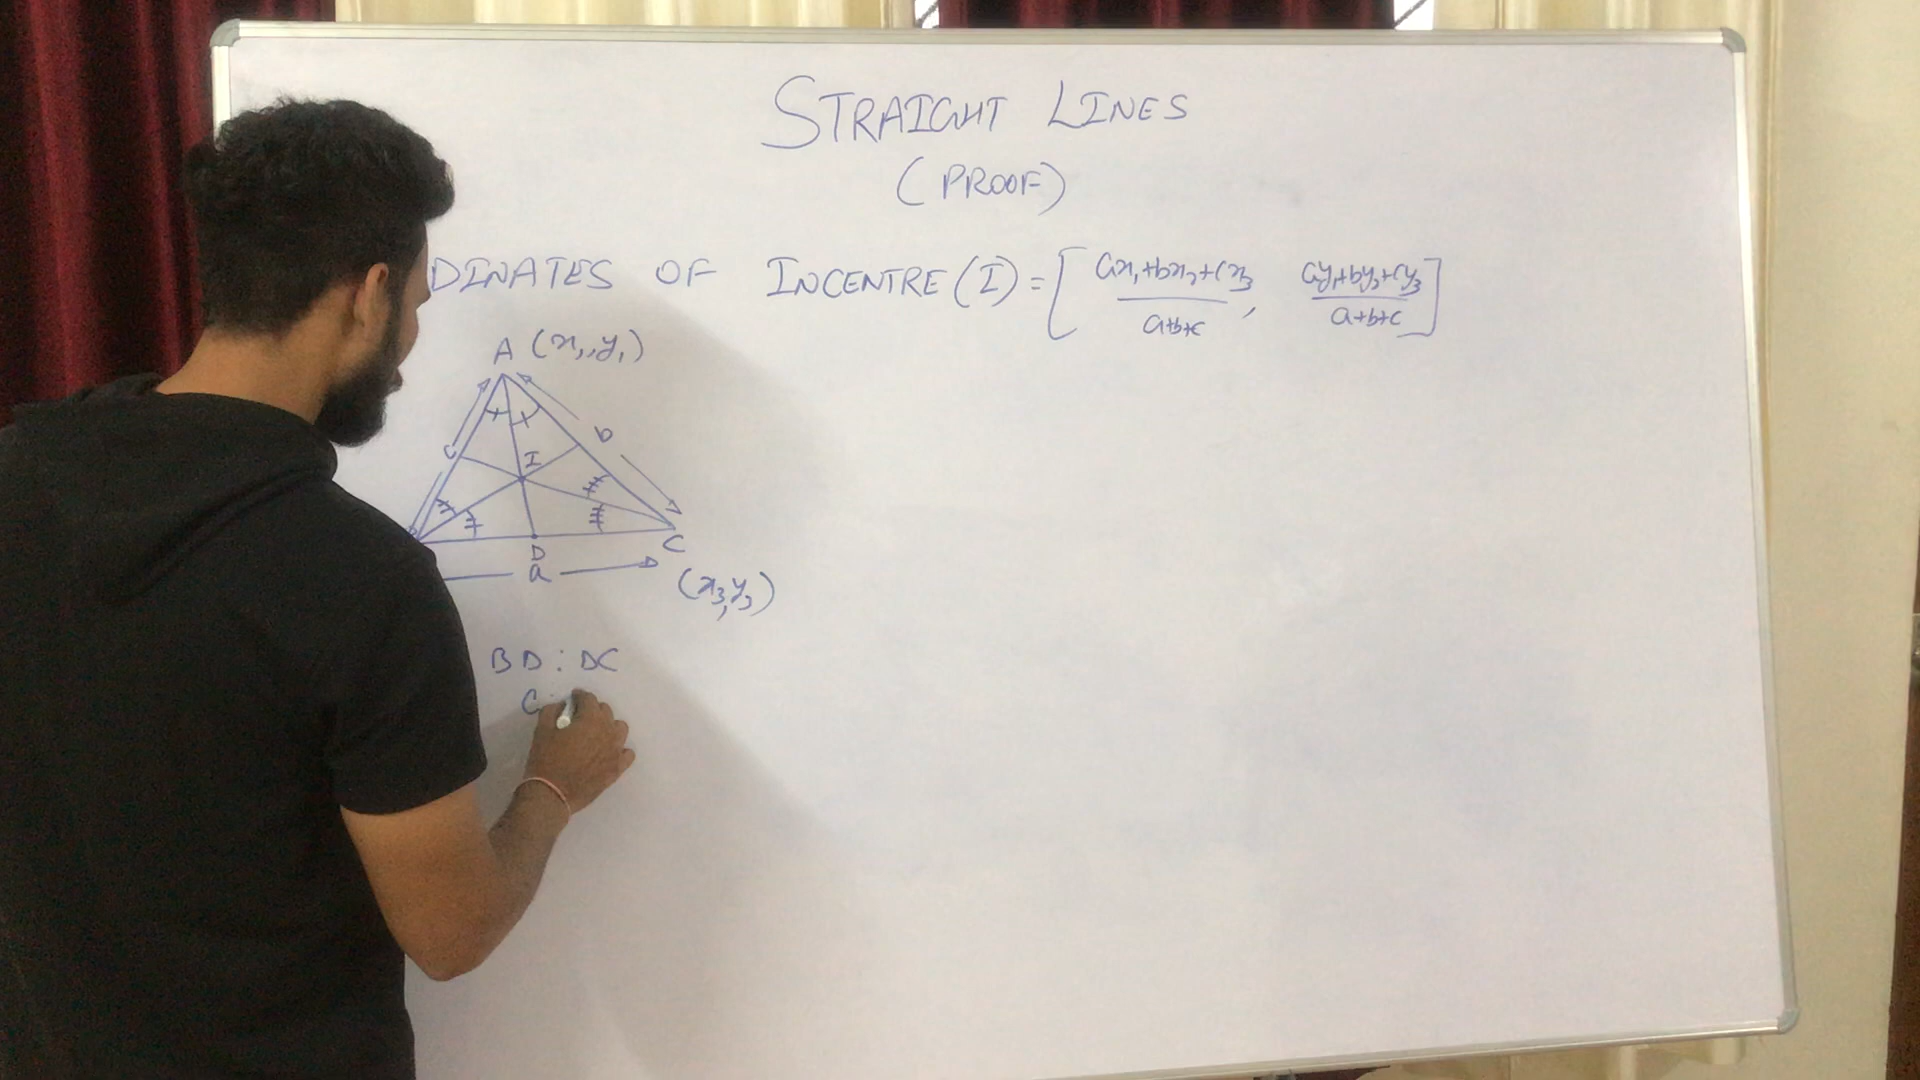 STRAIGHT LINES
(PROOF)
DINATES OF INCENTRE (I) = [ ax₁+bx₂+cx₃ / a+b+c , ay₁+by₂+cy₃ / a+b+c ]
A (x₁, y₁)
c
b
I
D
C
a
(x₃, y₃)
BD : DC
C :